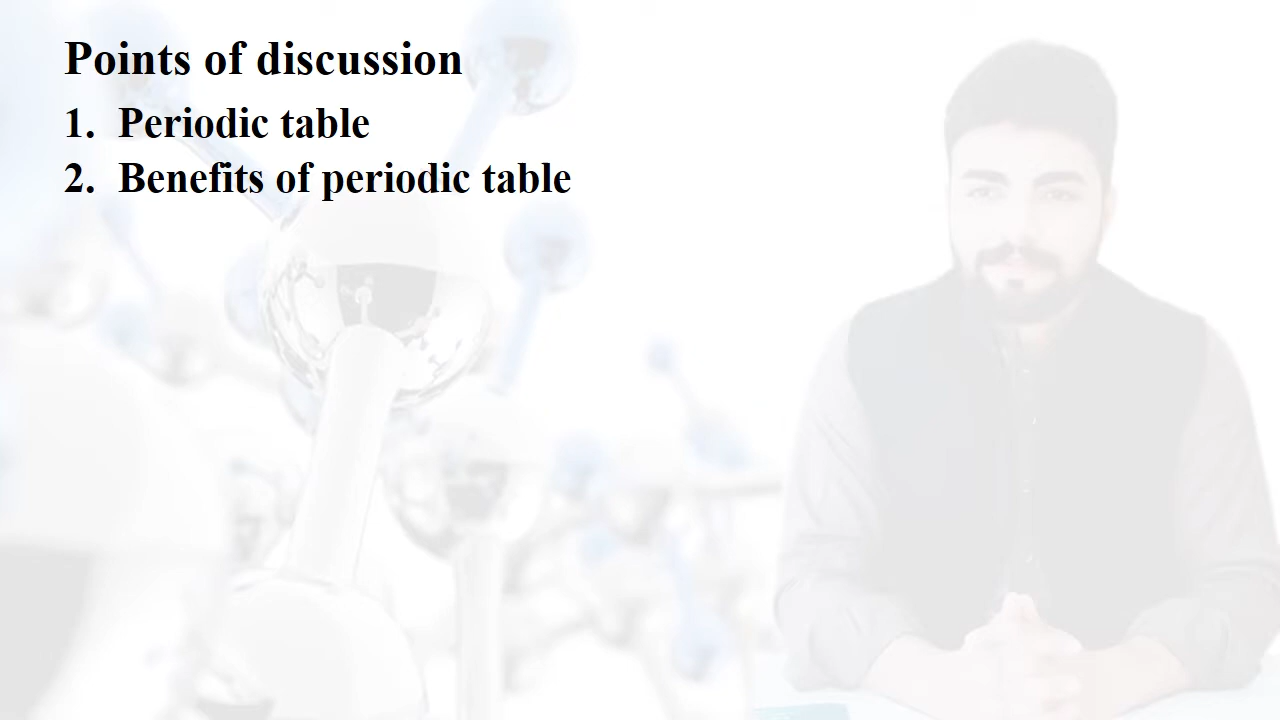 Points of discussion
1. Periodic table
2. Benefits of periodic table